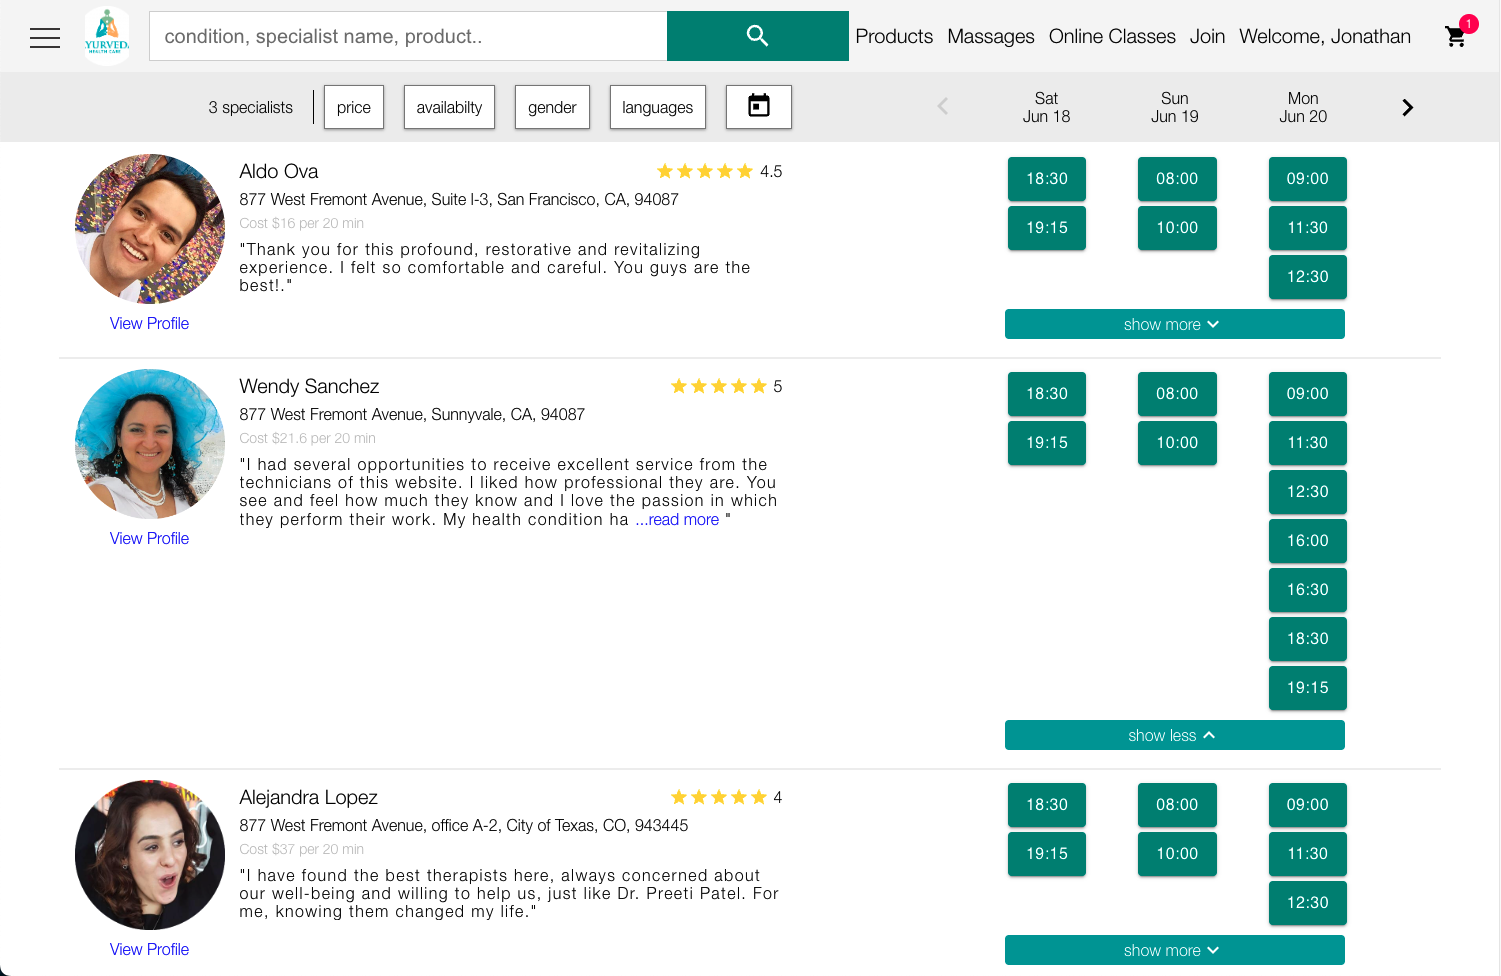 YURVED
HEALTH CARE
condition, specialist name, product..
Products Massages Online Classes Join Welcome, Jonathan
1
3 specialists
price
availabilty
gender
languages
Sat
Jun 18
Sun
Jun 19
Mon
Jun 20
Aldo Ova
4.5
877 West Fremont Avenue, Suite I-3, San Francisco, CA, 94087
Cost $16 per 20 min
"Thank you for this profound, restorative and revitalizing
experience. I felt so comfortable and careful. You guys are the
best!."
View Profile
18:30 08:00 09:00
19:15 10:00 11:30
12:30
show more
Wendy Sanchez
5
877 West Fremont Avenue, Sunnyvale, CA, 94087
Cost $21.6 per 20 min
"I had several opportunities to receive excellent service from the
technicians of this website. I liked how professional they are. You
see and feel how much they know and I love the passion in which
they perform their work. My health condition ha ...read more "
View Profile
18:30 08:00 09:00
19:15 10:00 11:30
12:30
16:00
16:30
18:30
19:15
show less
Alejandra Lopez
4
877 West Fremont Avenue, office A-2, City of Texas, CO, 943445
Cost $37 per 20 min
"I have found the best therapists here, always concerned about
our well-being and willing to help us, just like Dr. Preeti Patel. For
me, knowing them changed my life."
View Profile
18:30 08:00 09:00
19:15 10:00 11:30
12:30
show more